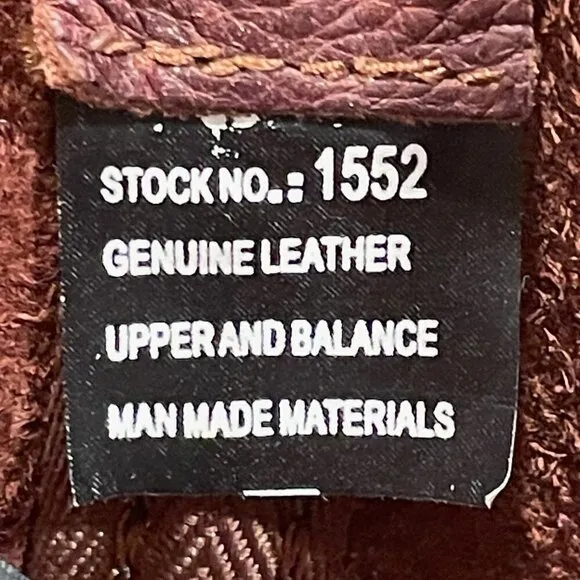 STOCK NO.: 1552
GENUINE LEATHER
UPPER AND BALANCE
MAN MADE MATERIALS